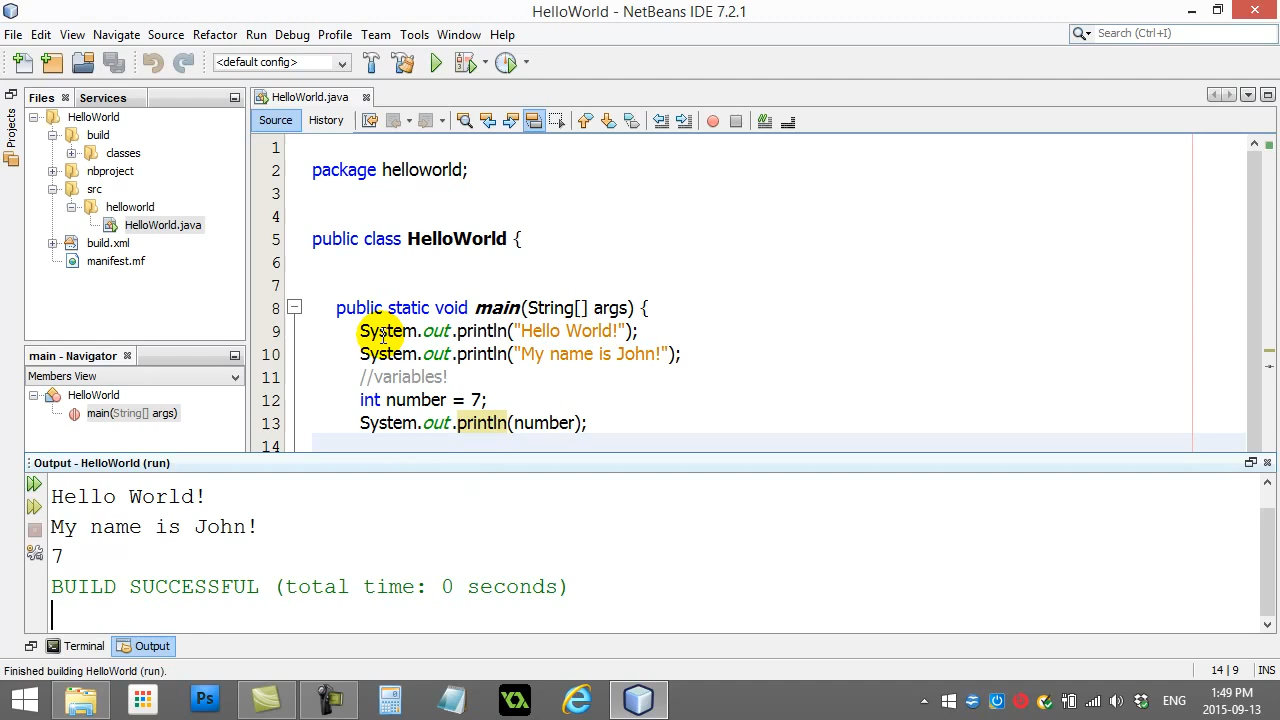 HelloWorld - NetBeans IDE 7.2.1
File Edit View Navigate Source Refactor Run Debug Profile Team Tools Window Help
Search (Ctrl+I)
<default config>
Projects
Files Services
HelloWorld
build
classes
nbproject
src
helloworld
HelloWorld.java
build.xml
manifest.mf
main - Navigator
Members View
HelloWorld
main(String[] args)
HelloWorld.java
Source History
1
2 package helloworld;
3
4
5 public class HelloWorld {
6
7
8 public static void main(String[] args) {
9 System.out.println("Hello World!");
10 System.out.println("My name is John!");
11 //variables!
12 int number = 7;
13 System.out.println(number);
14
Output - HelloWorld (run)
Hello World!
My name is John!
7
BUILD SUCCESSFUL (total time: 0 seconds)
Terminal Output
Finished building HelloWorld (run).
14 | 9 INS
Ps
ENG
1:49 PM
2015-09-13